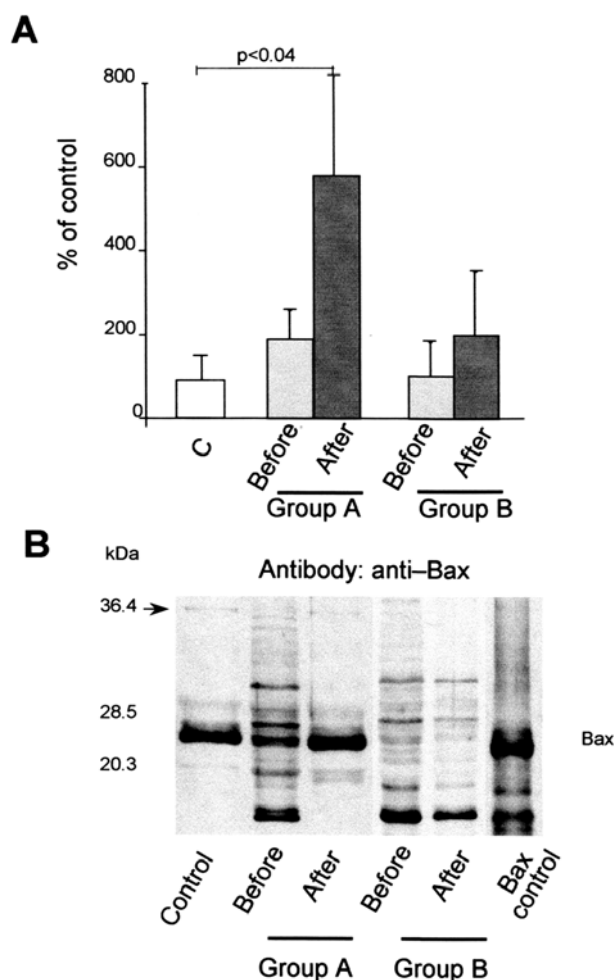 A
p<0.04
800
600
400
200
0
% of control
C
Before
After
Before
After
Group A
Group B
B
kDa
Antibody: anti–Bax
36.4
28.5
20.3
Bax
Control
Before
After
Before
After
Bax control
Group A
Group B